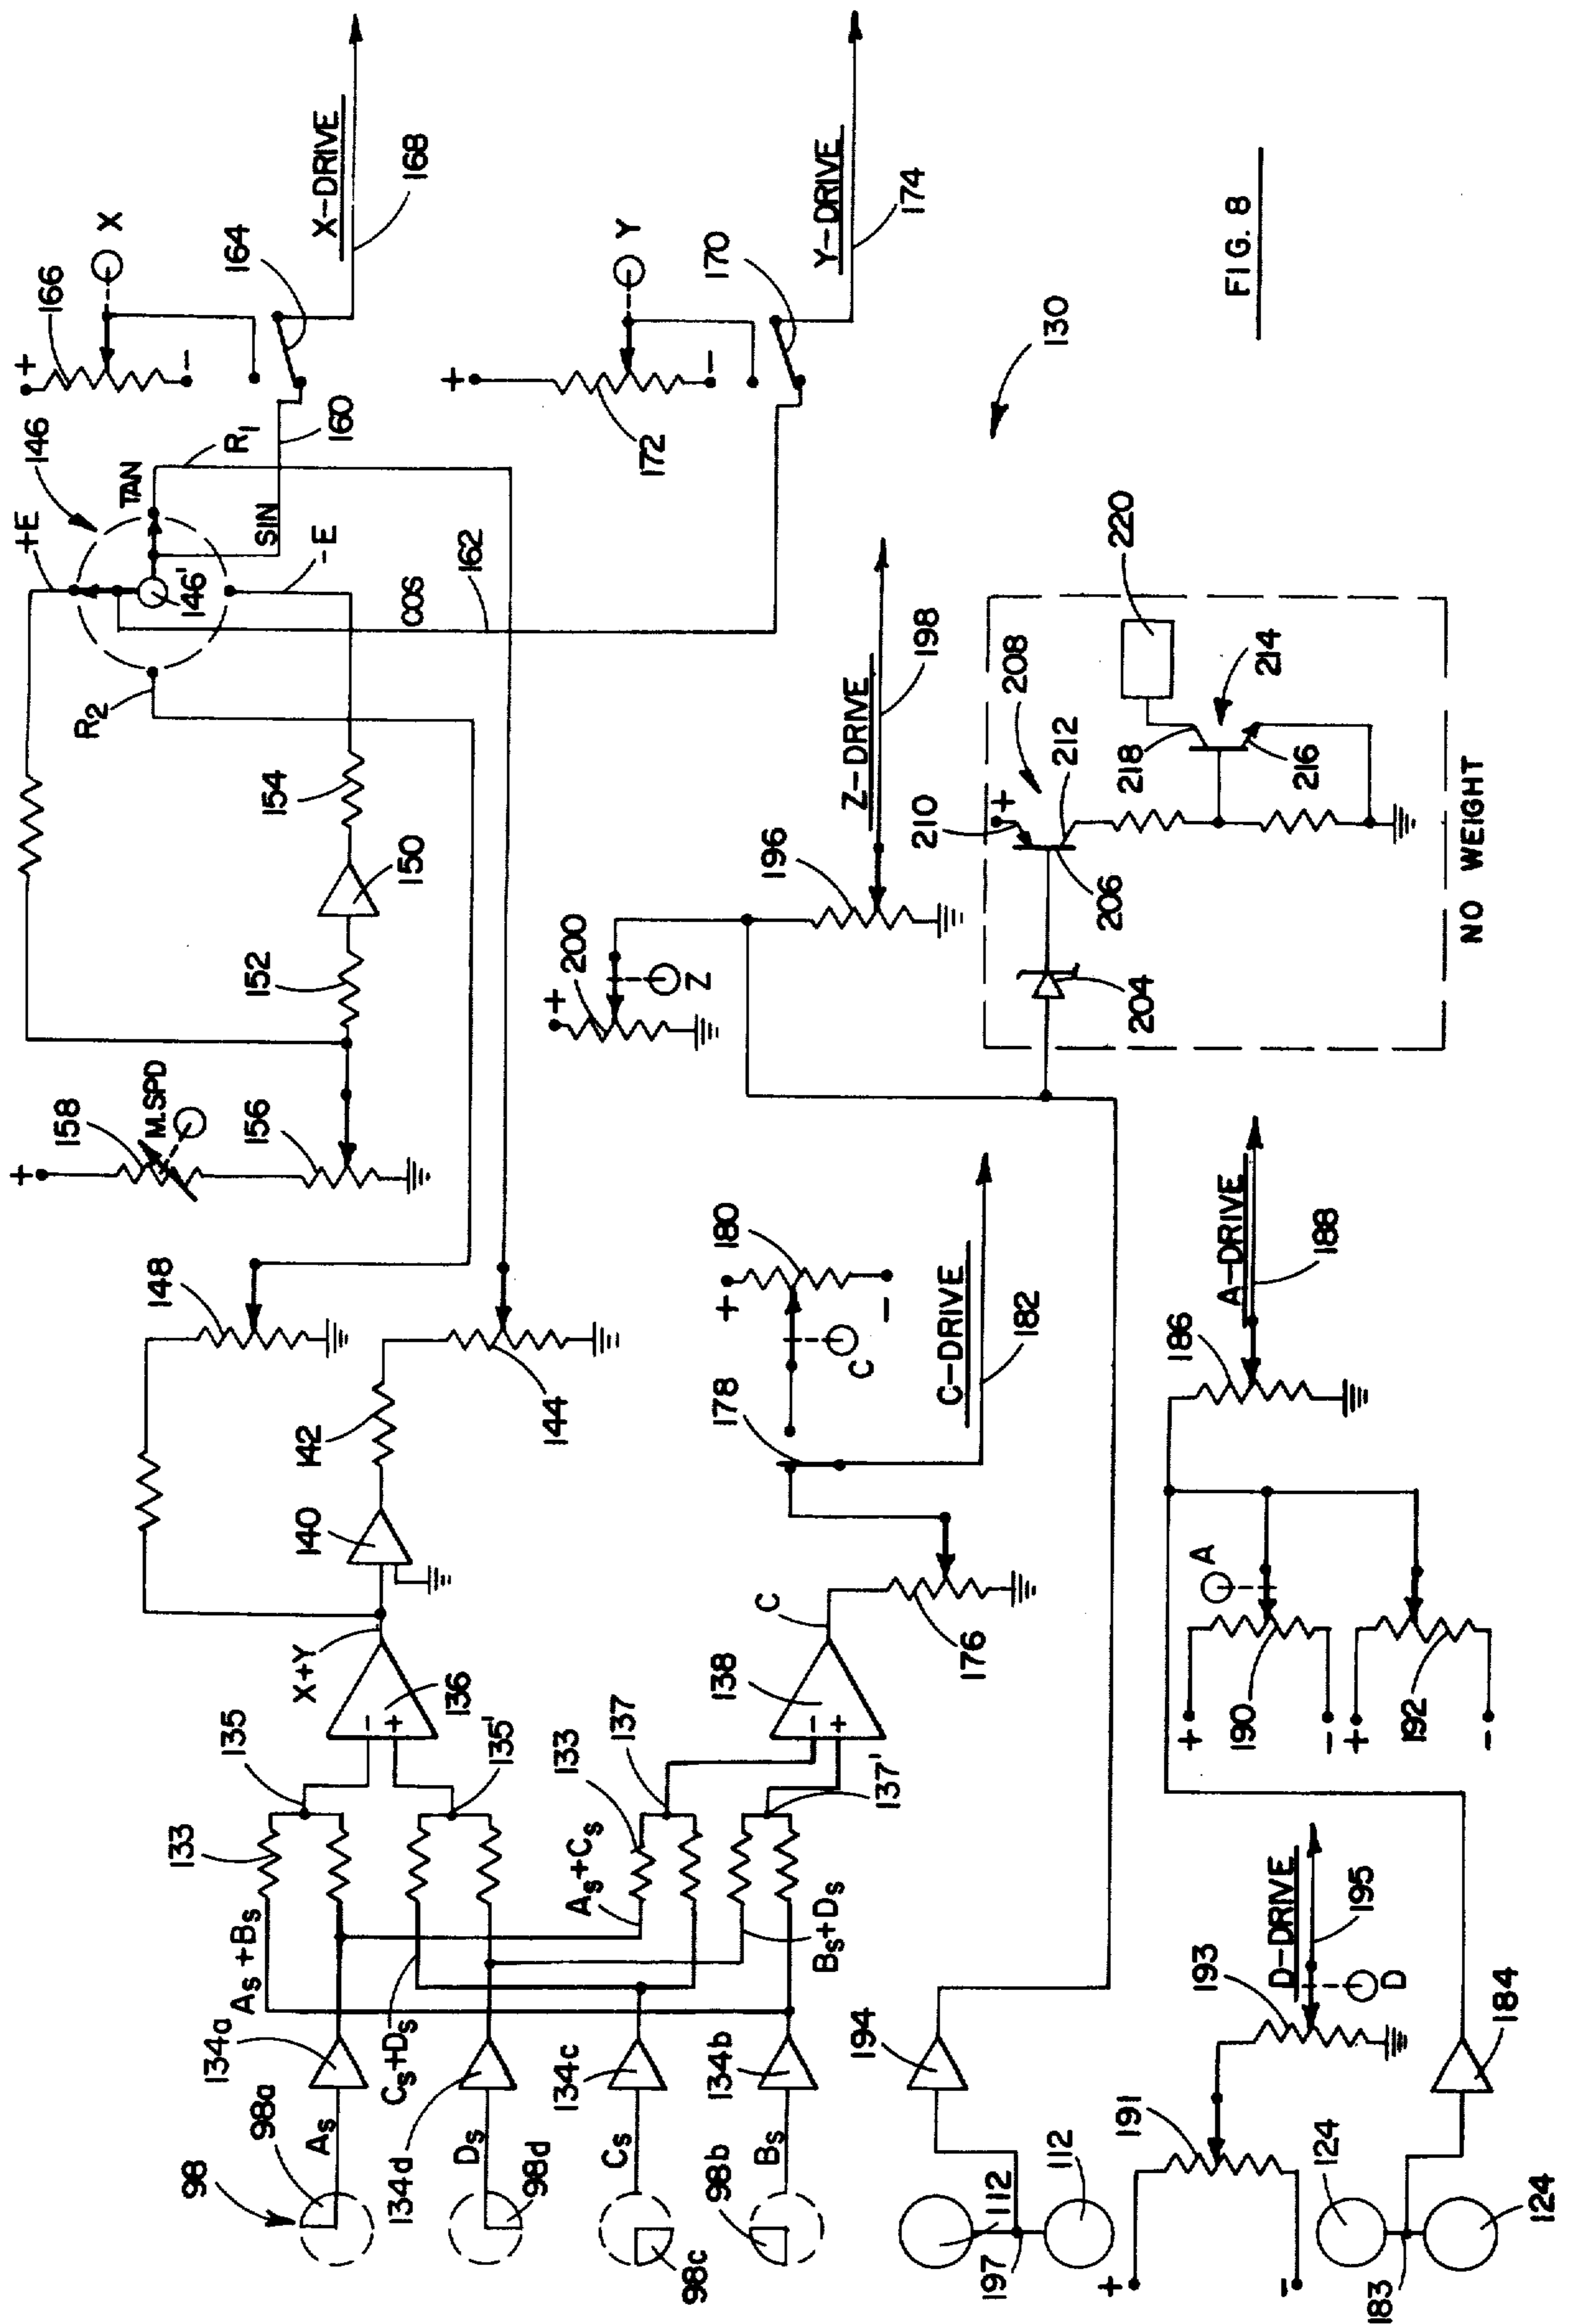 98
98a
As
134a
As+Bs
133
135
X+Y
136
-
+
135'
Cs+Ds
134d
Ds
98d
Cs
98c
134c
98b
Bs
134b
As+Cs
133
137
Bs+Ds
137'
138
-
+
C
176
140
142
144
148
+
158
M.SPD
156
152
150
154
R2
+E
146
146'
TAN
SIN
R1
-E
COS
160
162
+
166
X
-
164
X-DRIVE
168
+
172
Y
-
170
Y-DRIVE
174
178
+
180
C
-
C-DRIVE
182
+
200
Z
196
Z-DRIVE
198
204
206
210
+
208
212
218
214
216
220
NO WEIGHT
130
112
112
197
194
+
191
-
193
D-DRIVE
195
D
124
124
183
184
+
190
A
-
+
192
-
186
A-DRIVE
188
FIG. 8